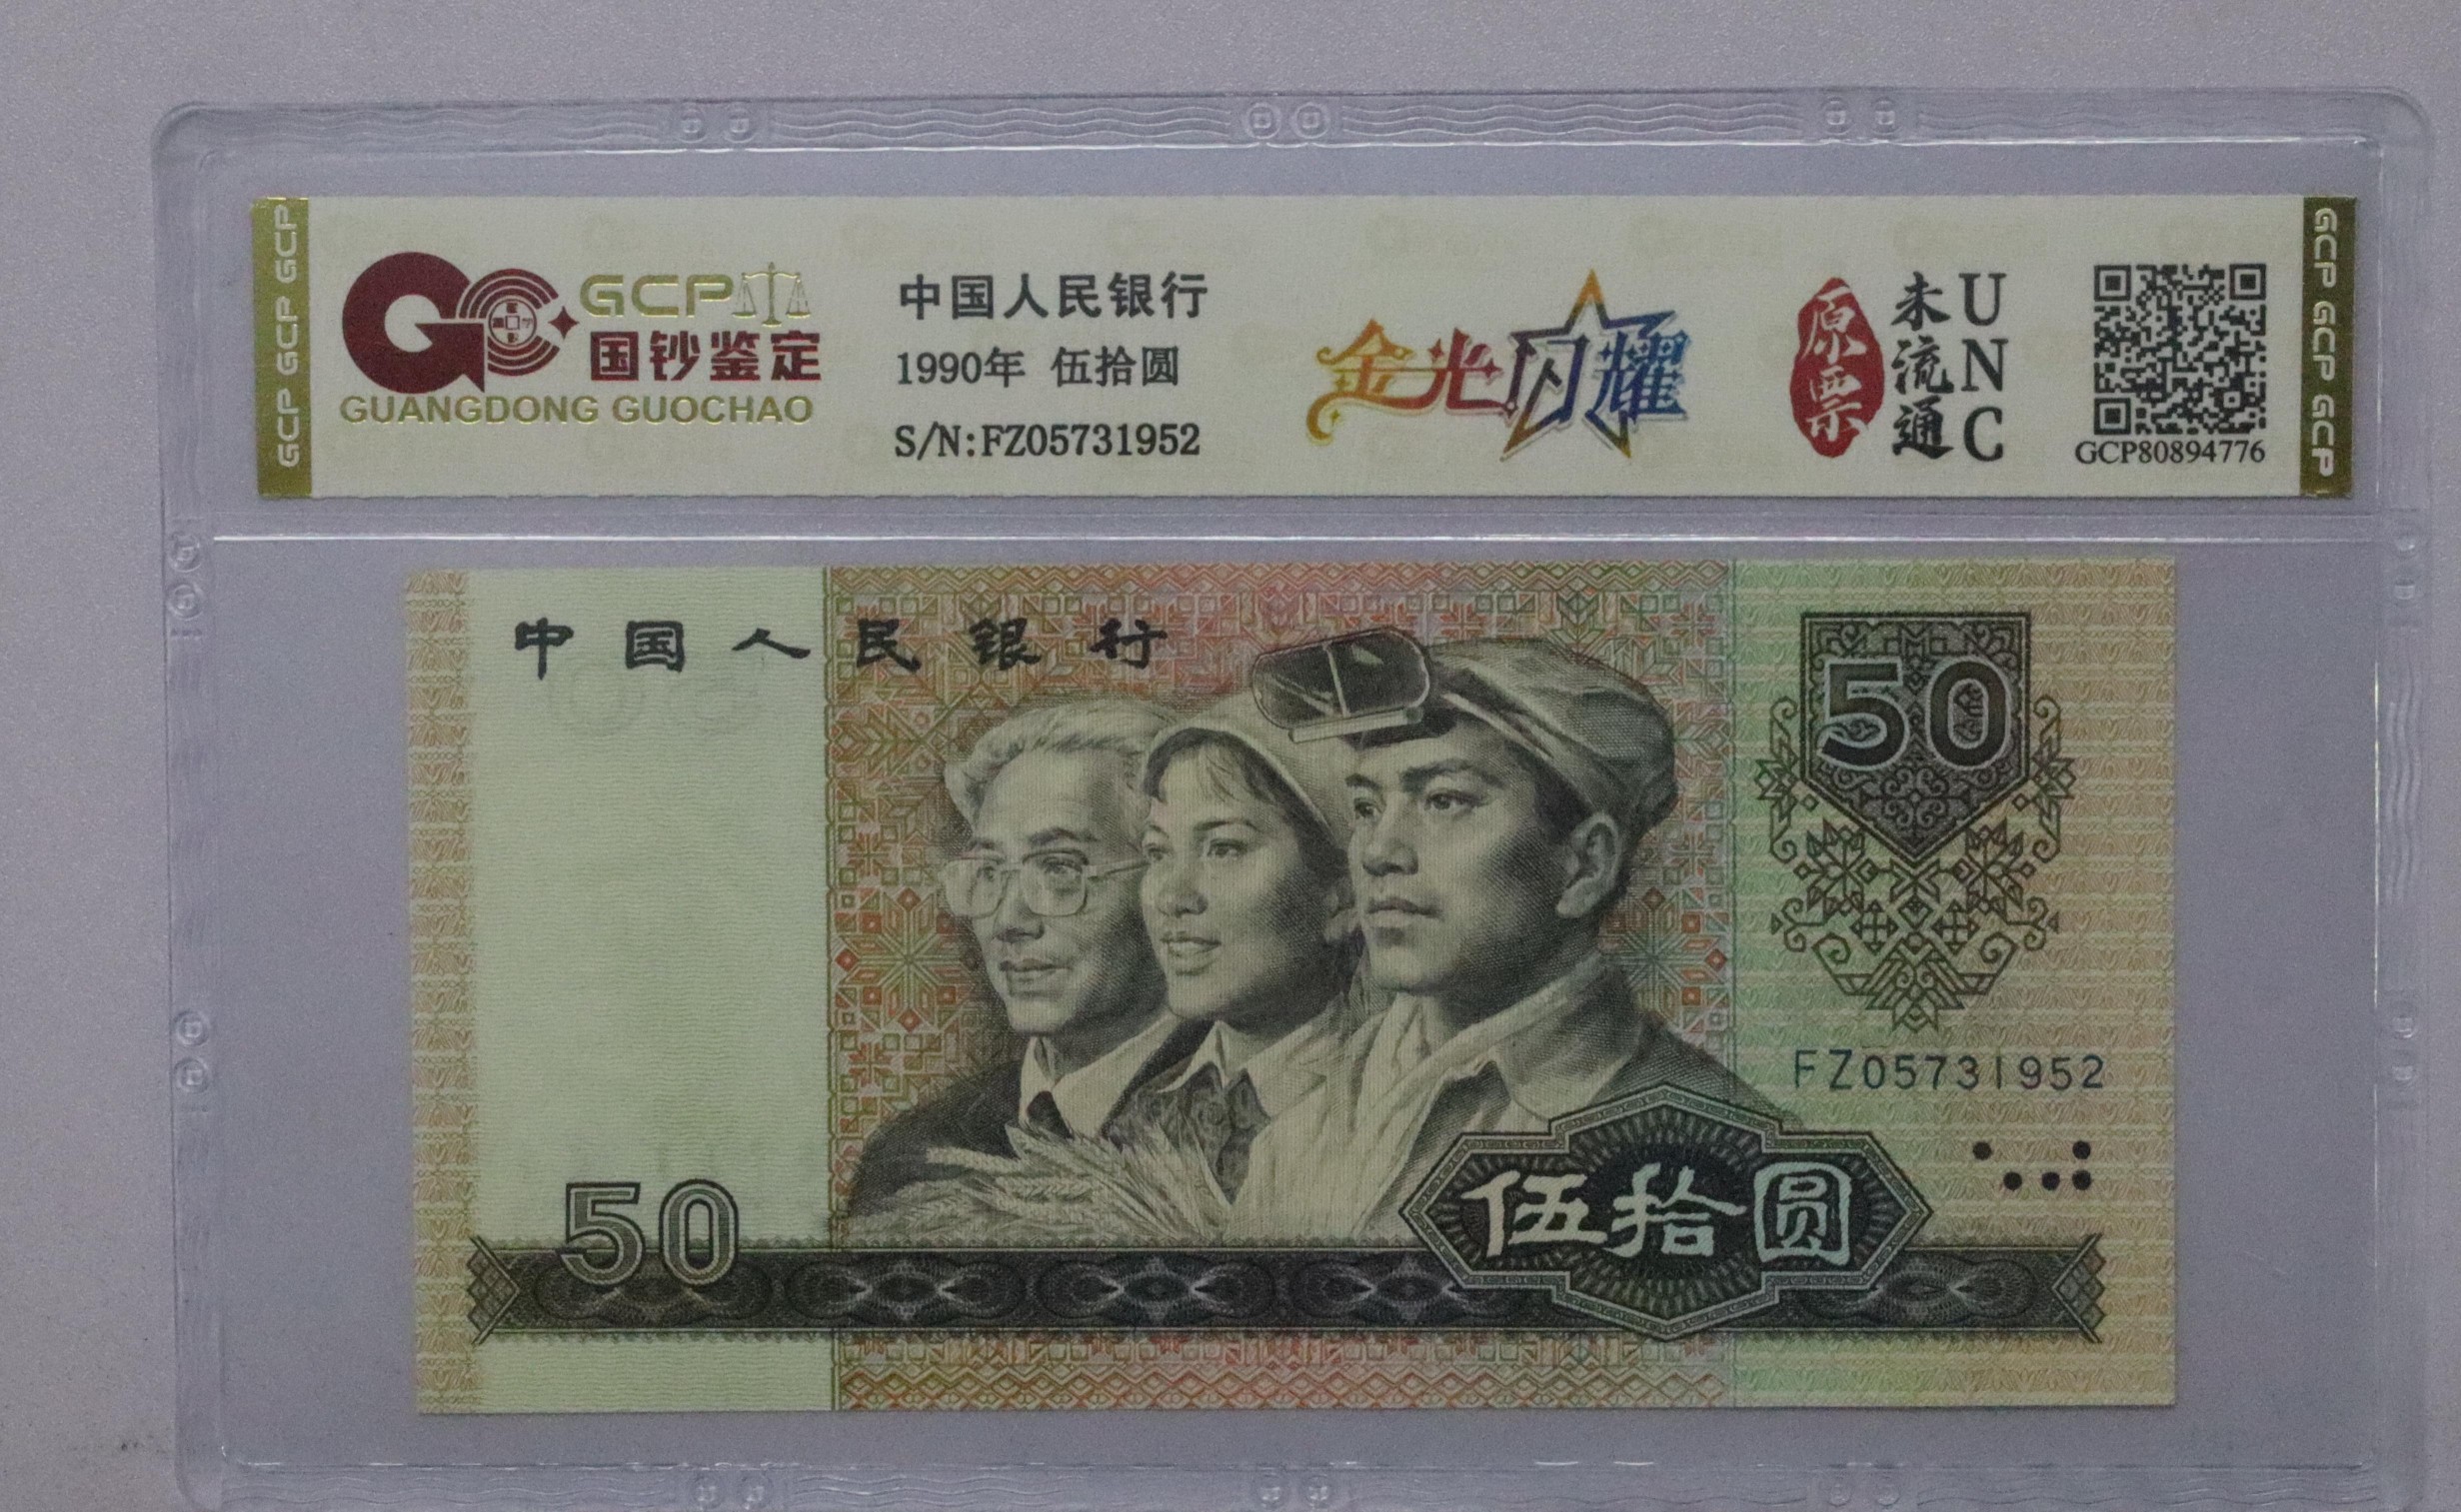 GCP GCP GCP
GCP
国钞鉴定
GUANGDONG GUOCHAO
中国人民银行
1990年 伍拾圆
S/N:FZ05731952
金光闪耀
原票
未流通
UNC
GCP80894776
GCP GCP GCP GCP
中国人民银行
50
FZ05731952
50
伍拾圆